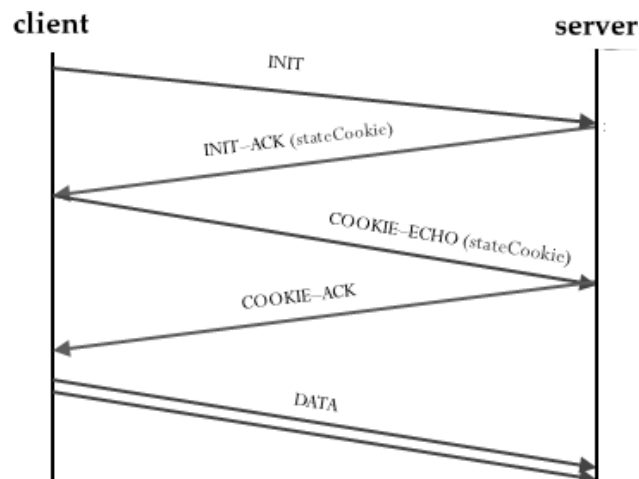 client
server
INIT
INIT–ACK (stateCookie)
COOKIE–ECHO (stateCookie)
COOKIE–ACK
DATA